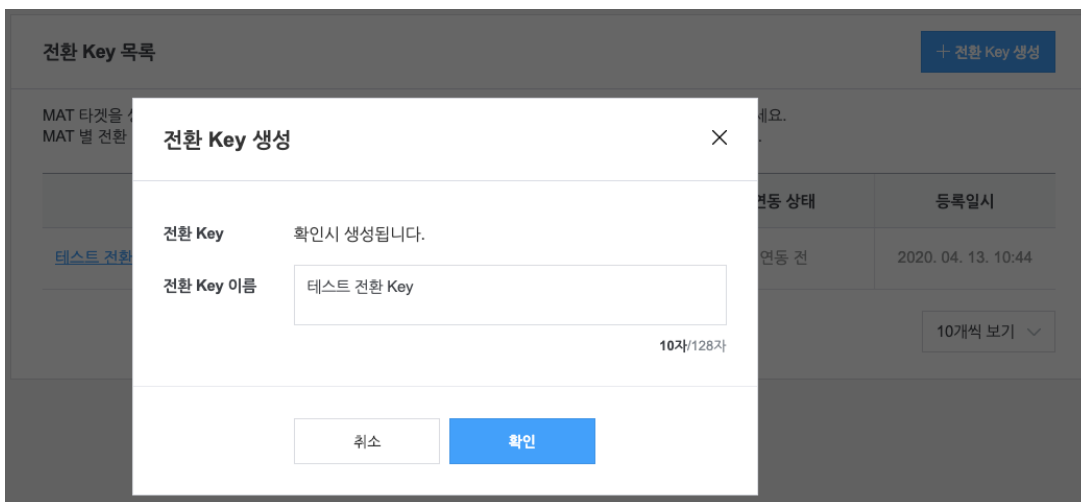 전환 Key 목록
+ 전환 Key 생성
MAT 타겟을
세요.
MAT 별 전환
전환 Key 생성
연동 상태
등록일시
전환 Key
확인시 생성됩니다.
테스트 전환
연동 전
2020. 04. 13. 10:44
전환 Key 이름
테스트 전환 Key
10개씩 보기
10자/128자
취소
확인